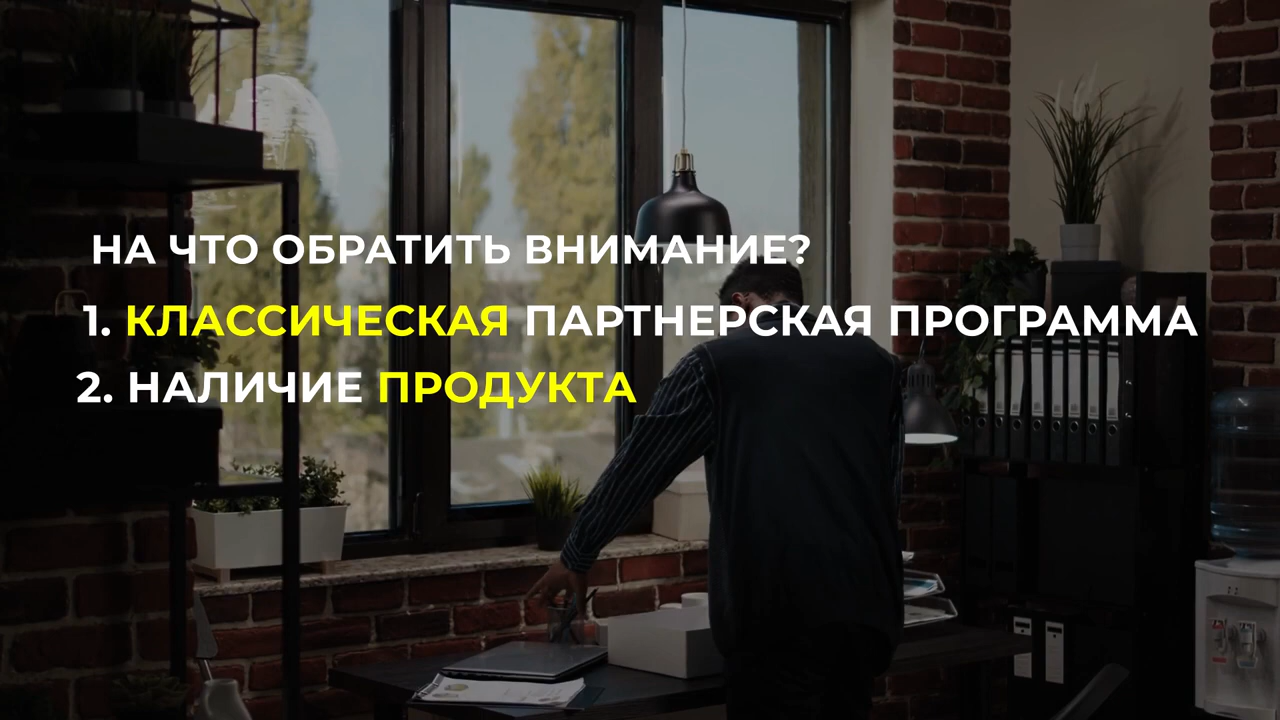 НА ЧТО ОБРАТИТЬ ВНИМАНИЕ?
1. КЛАССИЧЕСКАЯ ПАРТНЕРСКАЯ ПРОГРАММА
2. НАЛИЧИЕ ПРОДУКТА